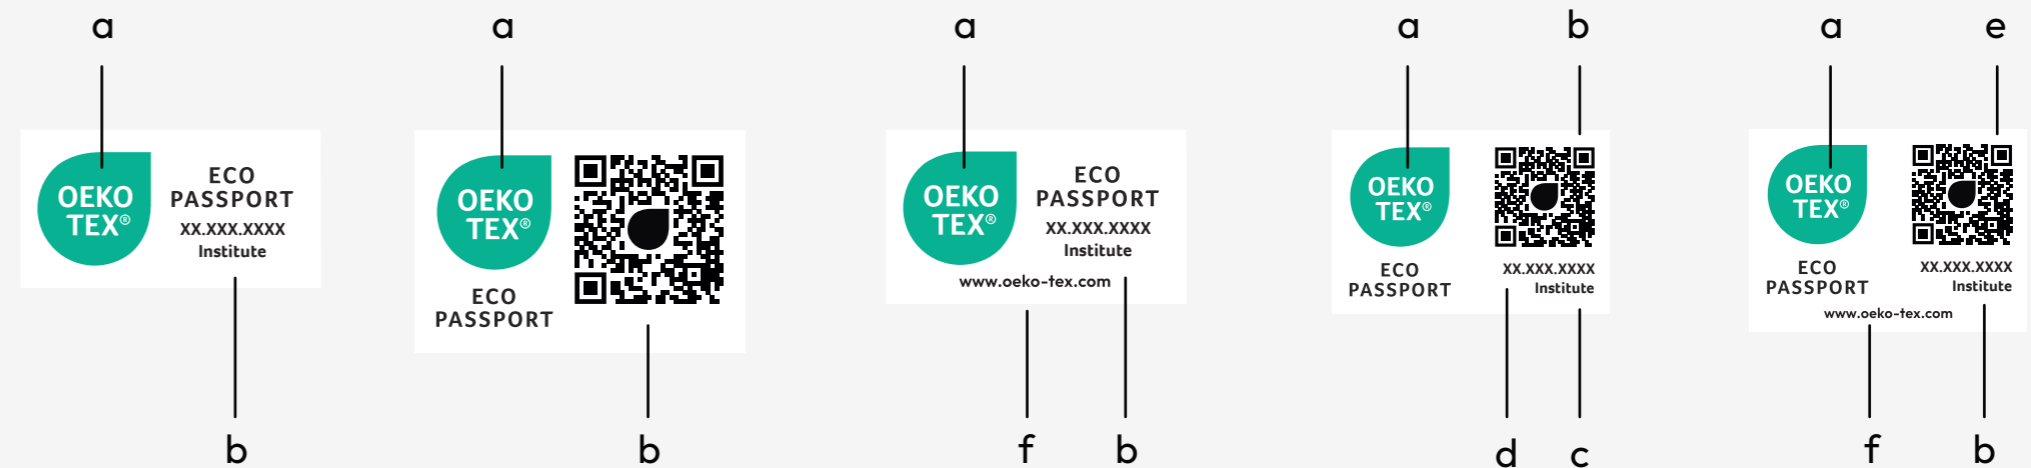 a
a
a
a
b
a
e
OEKO
TEX®
ECO
PASSPORT
XX.XXX.XXXX
Institute
b
OEKO
TEX®
ECO
PASSPORT
b
OEKO
TEX®
ECO
PASSPORT
XX.XXX.XXXX
Institute
www.oeko-tex.com
f
b
OEKO
TEX®
ECO
PASSPORT
XX.XXX.XXXX
Institute
d
c
OEKO
TEX®
ECO
PASSPORT
XX.XXX.XXXX
Institute
www.oeko-tex.com
f
b